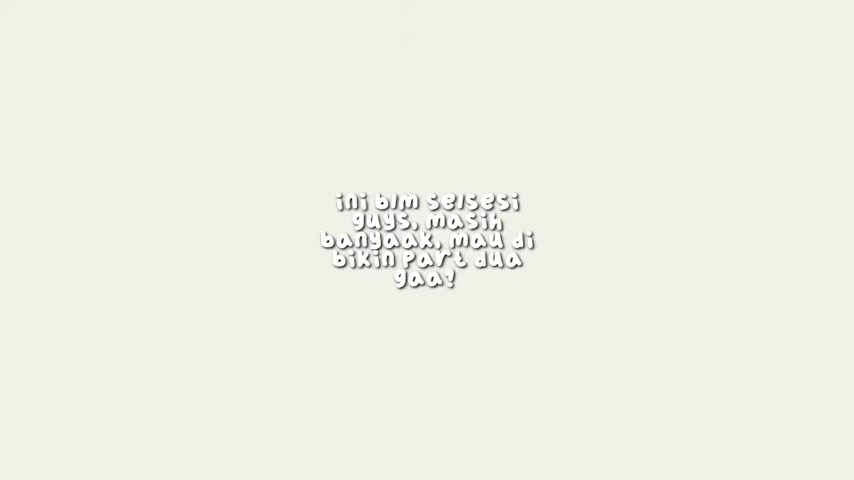 ini blm selsesi
guys, masih
banyaak, mau di
bikin part dua
gaa?